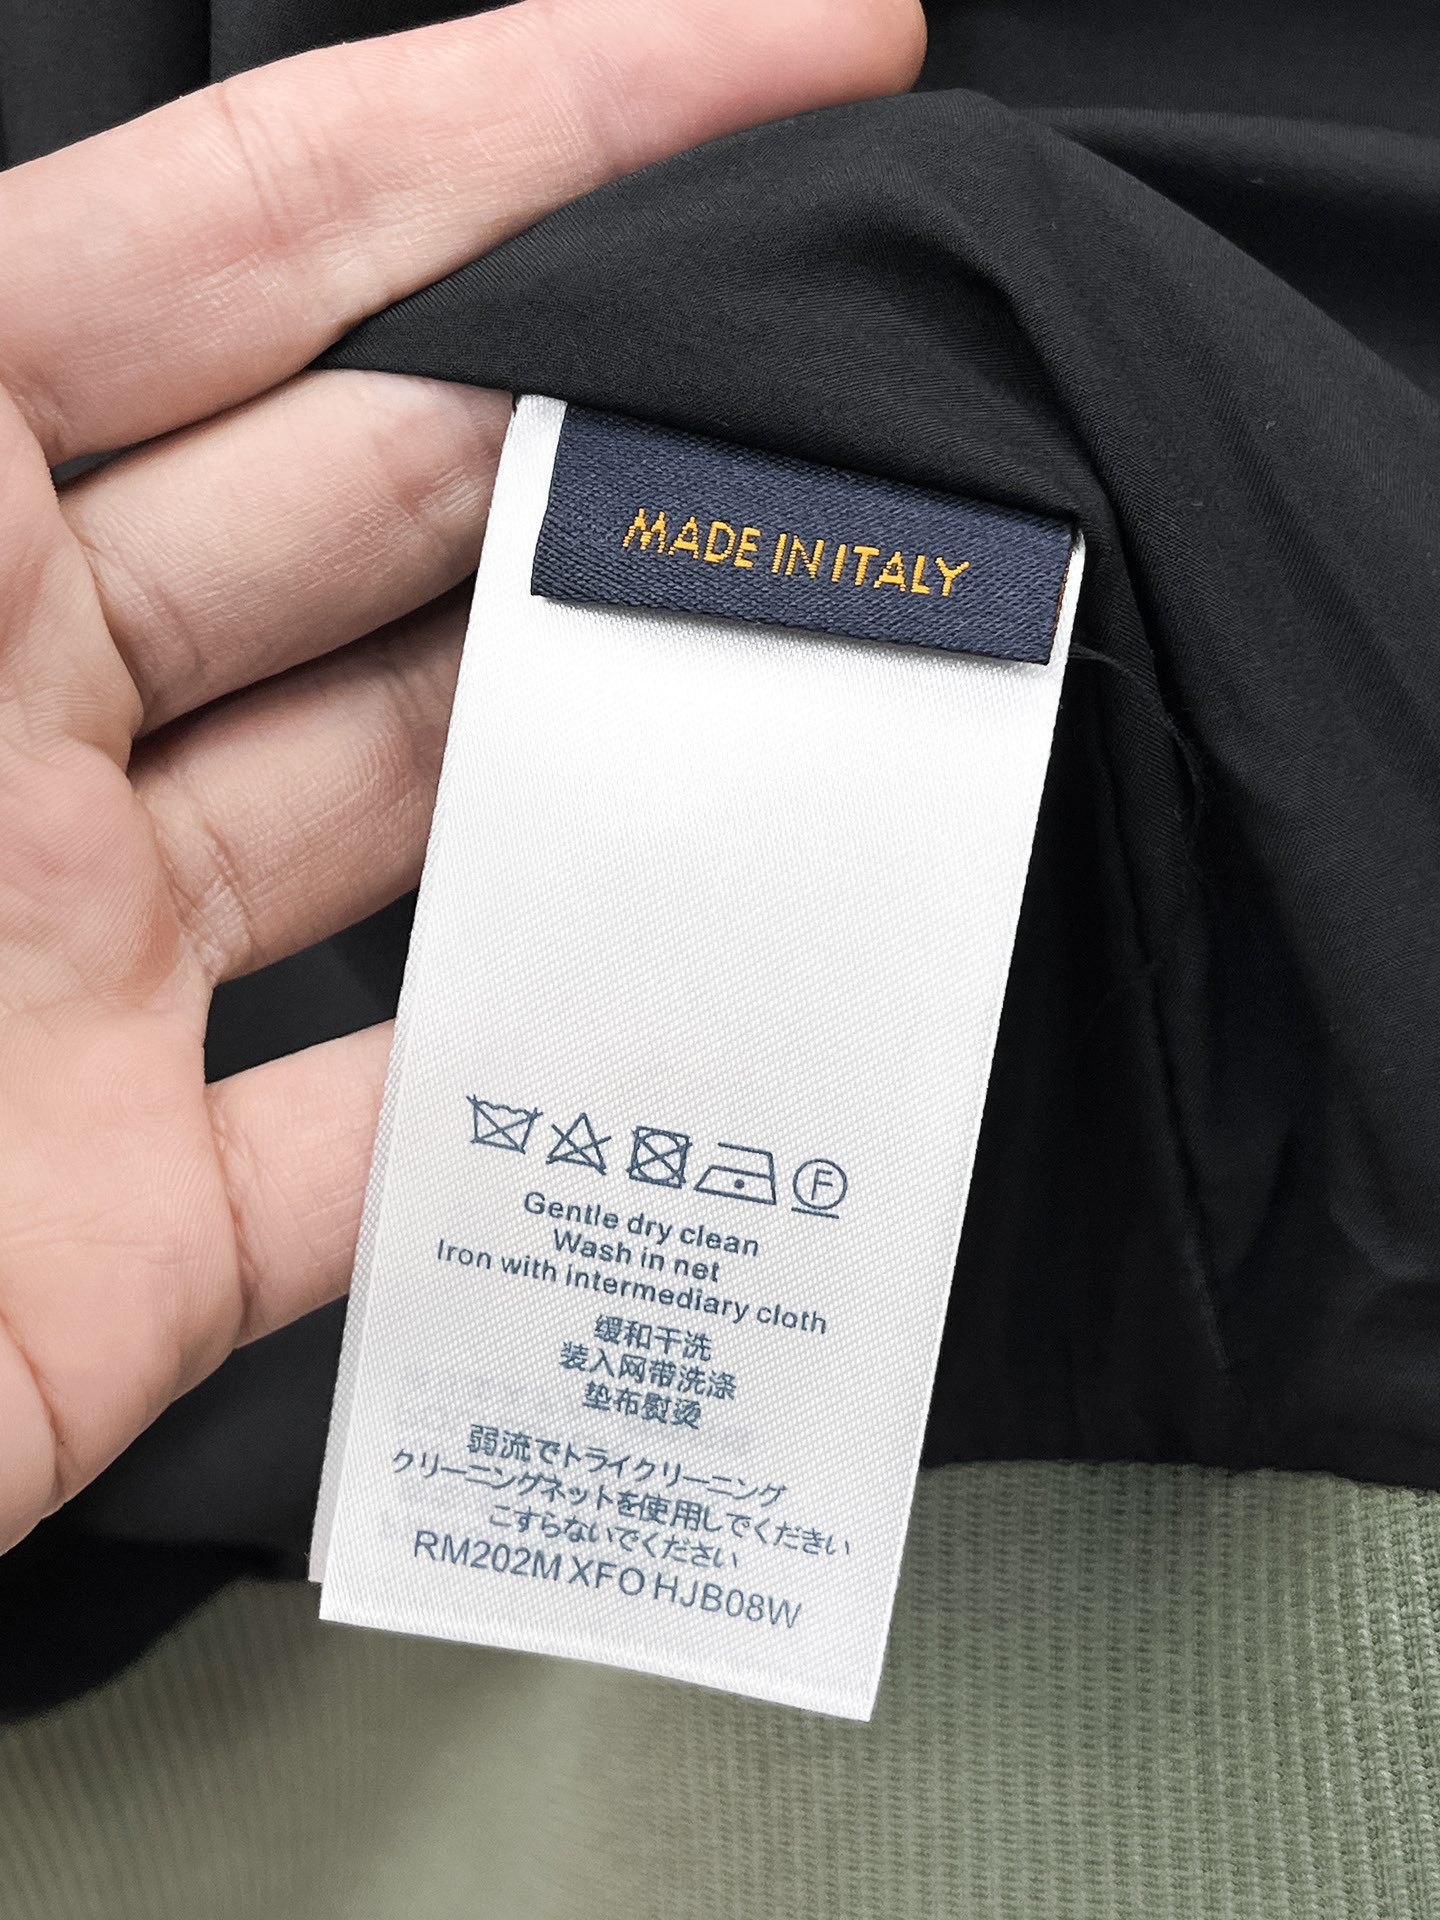 MADE IN ITALY
F
Gentle dry clean
Wash in net
Iron with intermediary cloth
缓和干洗
装入网带洗涤
垫布熨烫
弱流でトライクリーニング
クリーニングネットを使用しでください
こすらないでください
RM202M XFO HJB08W